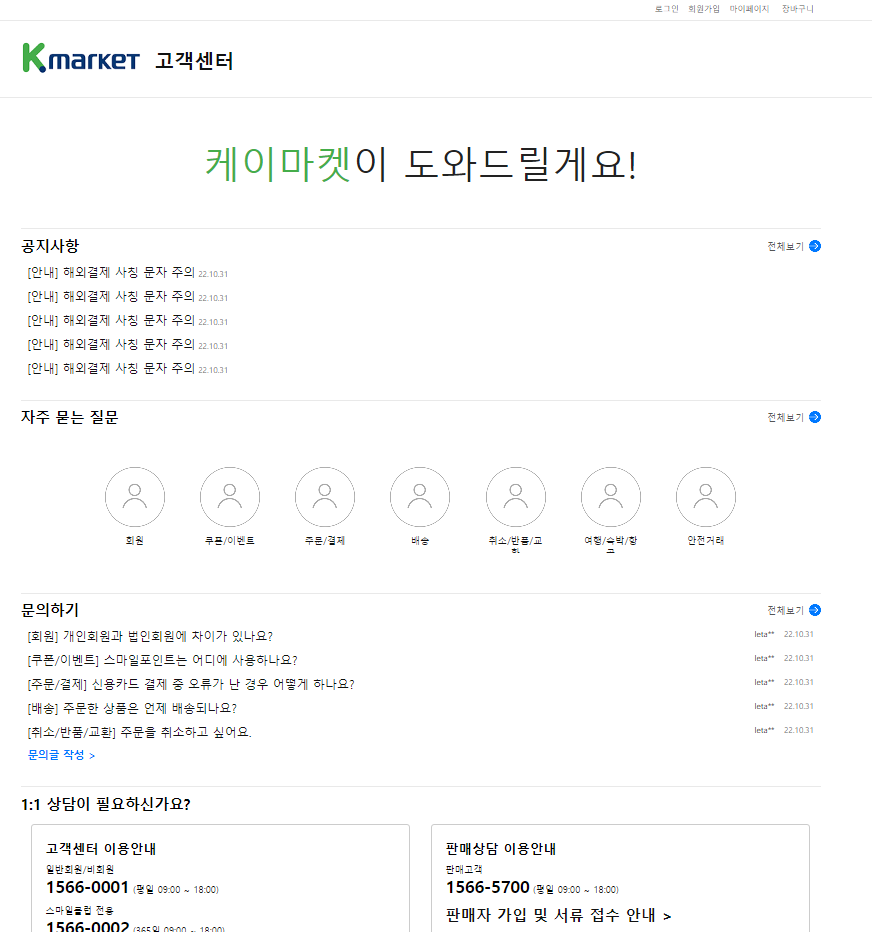 로그인 회원가입 마이페이지 장바구니
Kmarket 고객센터
케이마켓이 도와드릴게요!
공지사항 전체보기
[안내] 해외결제 사칭 문자 주의 22.10.31
[안내] 해외결제 사칭 문자 주의 22.10.31
[안내] 해외결제 사칭 문자 주의 22.10.31
[안내] 해외결제 사칭 문자 주의 22.10.31
[안내] 해외결제 사칭 문자 주의 22.10.31
자주 묻는 질문 전체보기
회원 쿠폰/이벤트 주문/결제 배송 취소/반품/교 여행/숙박/항 안전거래
문의하기 전체보기
[회원] 개인회원과 법인회원에 차이가 있나요? leta** 22.10.31
[쿠폰/이벤트] 스마일포인트는 어디에 사용하나요? leta** 22.10.31
[주문/결제] 신용카드 결제 중 오류가 난 경우 어떻게 하나요? leta** 22.10.31
[배송] 주문한 상품은 언제 배송되나요? leta** 22.10.31
[취소/반품/교환] 주문을 취소하고 싶어요. leta** 22.10.31
문의글 작성 >
1:1 상담이 필요하신가요?
고객센터 이용안내
일반회원/비회원
1566-0001 (평일 09:00 ~ 18:00)
스마일클럽 전용
1566-0002 (365일 09:00 ~ 18:00)
판매상담 이용안내
판매고객
1566-5700 (평일 09:00 ~ 18:00)
판매자 가입 및 서류 접수 안내 >